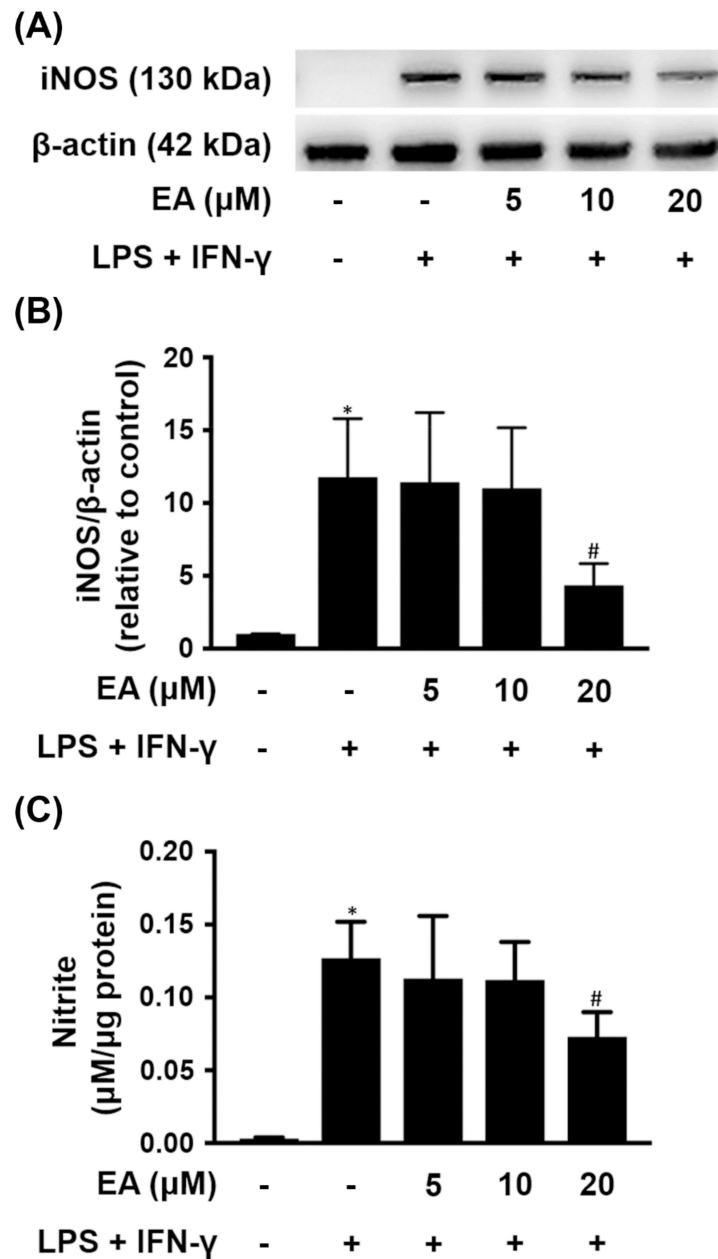 (A)
iNOS (130 kDa)
β-actin (42 kDa)
EA (μM) - - 5 10 20
LPS + IFN-γ - + + + +
(B)
iNOS/β-actin
(relative to control)
20
15
10
5
0
*
#
EA (μM) - - 5 10 20
LPS + IFN-γ - + + + +
(C)
Nitrite
(μM/μg protein)
0.20
0.15
0.10
0.05
0.00
*
#
EA (μM) - - 5 10 20
LPS + IFN-γ - + + + +